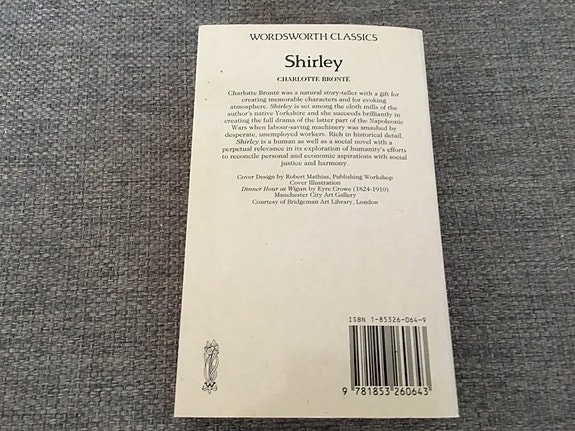 WORDSWORTH CLASSICS
Shirley
CHARLOTTE BRONTË
Charlotte Brontë was a natural story-teller with a gift for
creating memorable characters and for evoking
atmosphere. Shirley is set among the cloth mills of the
author's native Yorkshire and she succeeds brilliantly in
creating the full drama of the latter part of the Napoleonic
Wars when labour-saving machinery was smashed by
desperate, unemployed workers. Rich in historical detail,
Shirley is a human as well as a social novel with a
perpetual relevance in its exploration of humanity's efforts
to reconcile personal and economic aspirations with social
justice and harmony.
Cover Design by Robert Mathias, Publishing Workshop
Cover Illustration
Dinner Hour at Wigan by Eyre Crowe (1824-1910)
Manchester City Art Gallery
Courtesy of Bridgeman Art Library, London
ISBN 1-85326-064-9
9 781853 260643
W